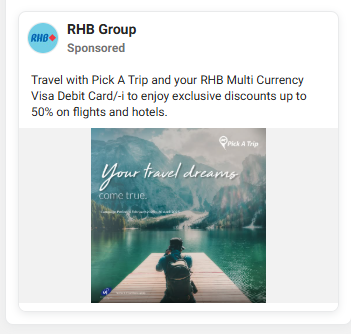 RHB
RHB Group
Sponsored
Travel with Pick A Trip and your RHB Multi Currency
Visa Debit Card/-i to enjoy exclusive discounts up to
50% on flights and hotels.
Pick A Trip
Your travel dreams
come true.